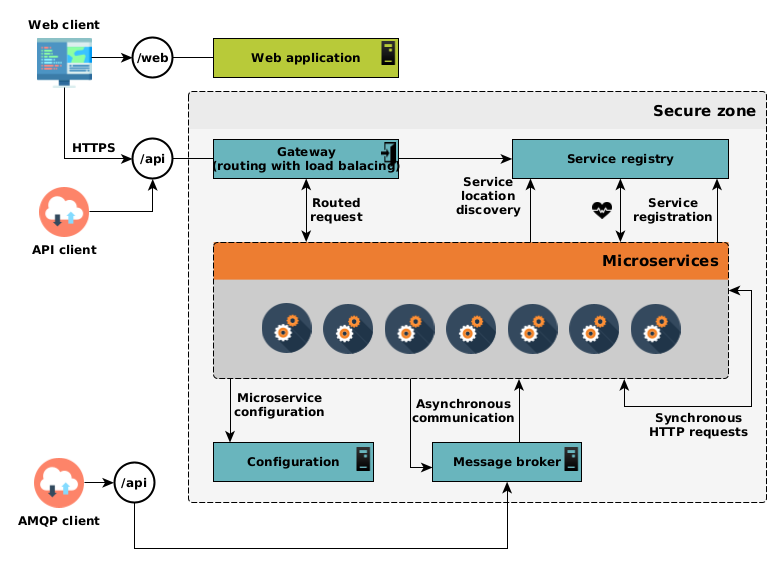 Web client
/web
Web application
Secure zone
HTTPS
/api
Gateway
(routing with load balacing)
Service registry
API client
Routed
request
Service
location
discovery
Service
registration
Microservices
Microservice
configuration
Asynchronous
communication
Synchronous
HTTP requests
Configuration
Message broker
/api
AMQP client